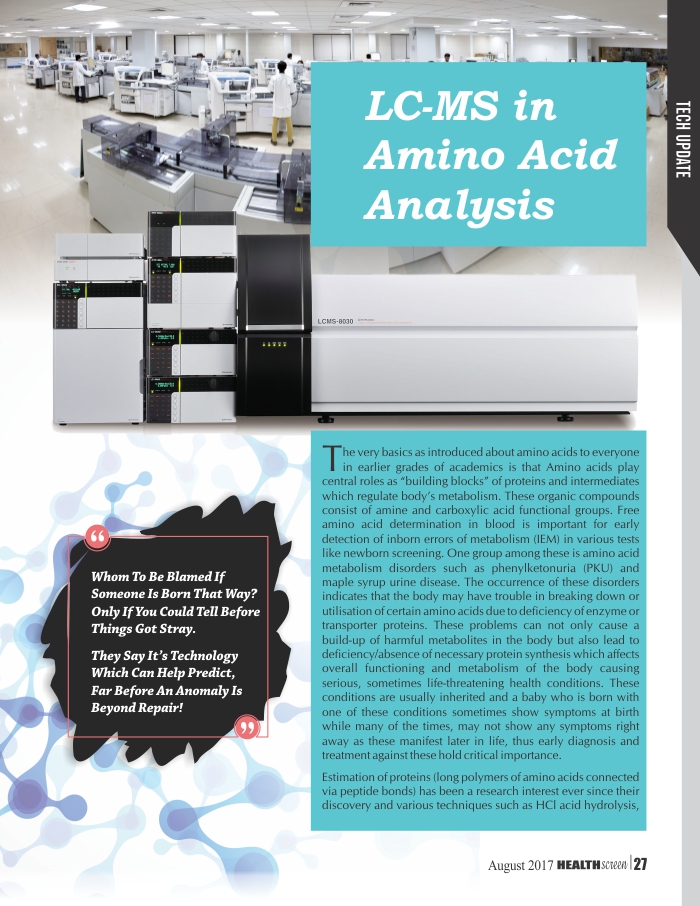 TECH UPDATE
LC-MS in
Amino Acid
Analysis
LCMS-8030
The very basics as introduced about amino acids to everyone
in earlier grades of academics is that Amino acids play
central roles as “building blocks” of proteins and intermediates
which regulate body’s metabolism. These organic compounds
consist of amine and carboxylic acid functional groups. Free
amino acid determination in blood is important for early
detection of inborn errors of metabolism (IEM) in various tests
like newborn screening. One group among these is amino acid
metabolism disorders such as phenylketonuria (PKU) and
maple syrup urine disease. The occurrence of these disorders
indicates that the body may have trouble in breaking down or
utilisation of certain amino acids due to deficiency of enzyme or
transporter proteins. These problems can not only cause a
build-up of harmful metabolites in the body but also lead to
deficiency/absence of necessary protein synthesis which affects
overall functioning and metabolism of the body causing
serious, sometimes life-threatening health conditions. These
conditions are usually inherited and a baby who is born with
one of these conditions sometimes show symptoms at birth
while many of the times, may not show any symptoms right
away as these manifest later in life, thus early diagnosis and
treatment against these hold critical importance.
Estimation of proteins (long polymers of amino acids connected
via peptide bonds) has been a research interest ever since their
discovery and various techniques such as HCl acid hydrolysis,
“
Whom To Be Blamed If
Someone Is Born That Way?
Only If You Could Tell Before
Things Got Stray.
They Say It’s Technology
Which Can Help Predict,
Far Before An Anomaly Is
Beyond Repair!
”
August 2017 HEALTHscreen | 27